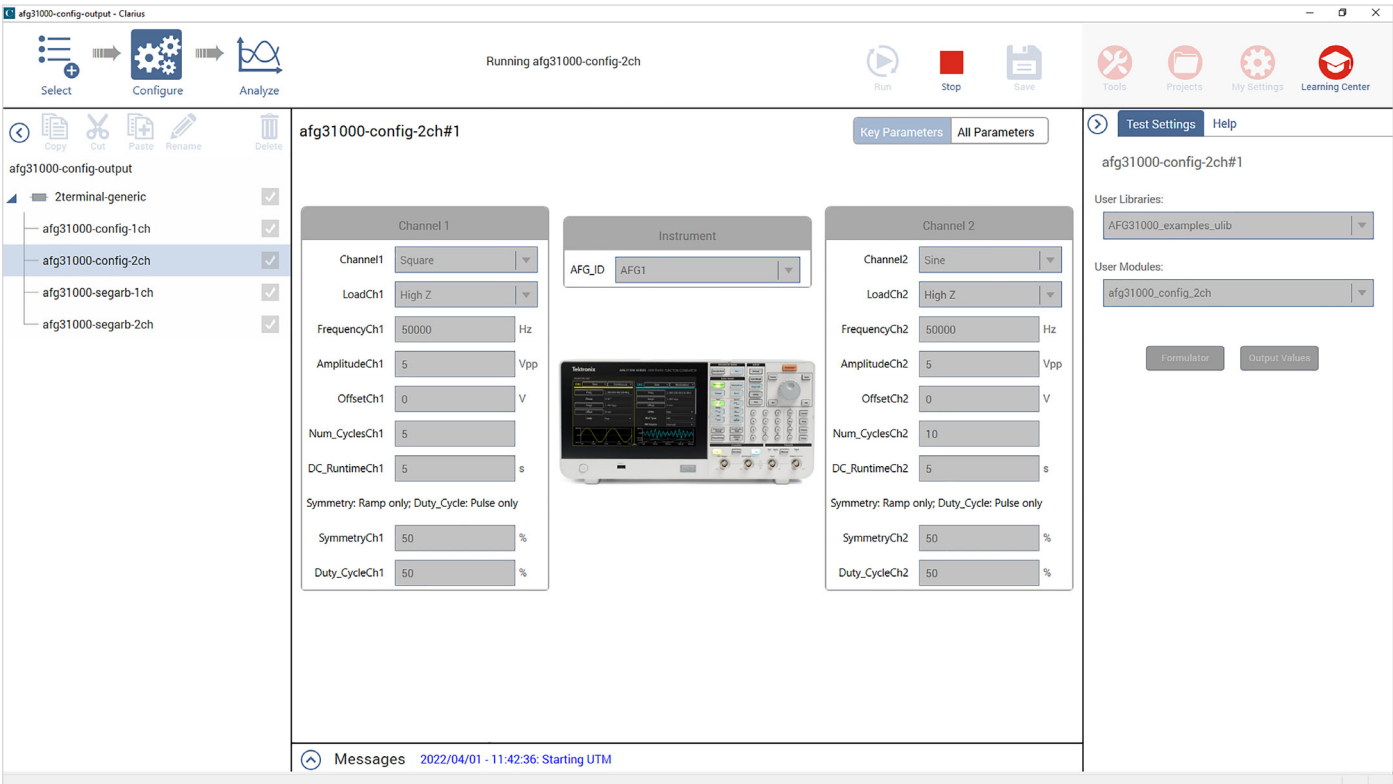 afg31000-config-output - Clarius
Select
Configure
Analyze
Running afg31000-config-2ch
Run
Stop
Save
Tools
Projects
My Settings
Learning Center
Copy
Cut
Paste
Rename
Delete
afg31000-config-output
2terminal-generic
afg31000-config-1ch
afg31000-config-2ch
afg31000-segarb-1ch
afg31000-segarb-2ch
afg31000-config-2ch#1
Key Parameters
All Parameters
Channel 1
Channel1 Square
LoadCh1 High Z
FrequencyCh1 50000 Hz
AmplitudeCh1 5 Vpp
OffsetCh1 0 V
Num_CyclesCh1 5
DC_RuntimeCh1 5 s
Symmetry: Ramp only; Duty_Cycle: Pulse only
SymmetryCh1 50 %
Duty_CycleCh1 50 %
Instrument
AFG_ID AFG1
Tektronix
Channel 2
Channel2 Sine
LoadCh2 High Z
FrequencyCh2 50000 Hz
AmplitudeCh2 5 Vpp
OffsetCh2 0 V
Num_CyclesCh2 10
DC_RuntimeCh2 5 s
Symmetry: Ramp only; Duty_Cycle: Pulse only
SymmetryCh2 50 %
Duty_CycleCh2 50 %
Test Settings
Help
afg31000-config-2ch#1
User Libraries:
AFG31000_examples_ulib
User Modules:
afg31000_config_2ch
Formulator
Output Values
Messages 2022/04/01 - 11:42:36: Starting UTM